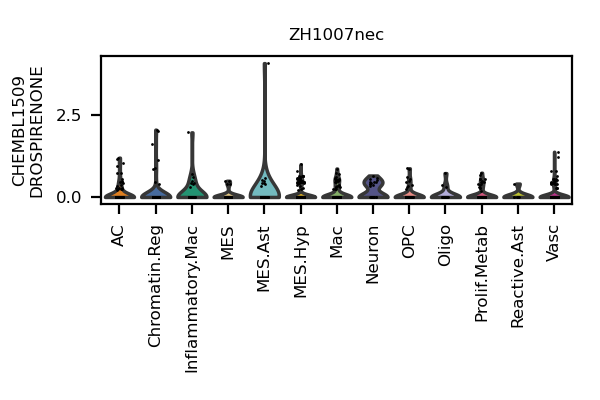 ZH1007nec
CHEMBL1509
DROSPIRENONE
2.5
0.0
AC
Chromatin.Reg
Inflammatory.Mac
MES
MES.Ast
MES.Hyp
Mac
Neuron
OPC
Oligo
Prolif.Metab
Reactive.Ast
Vasc